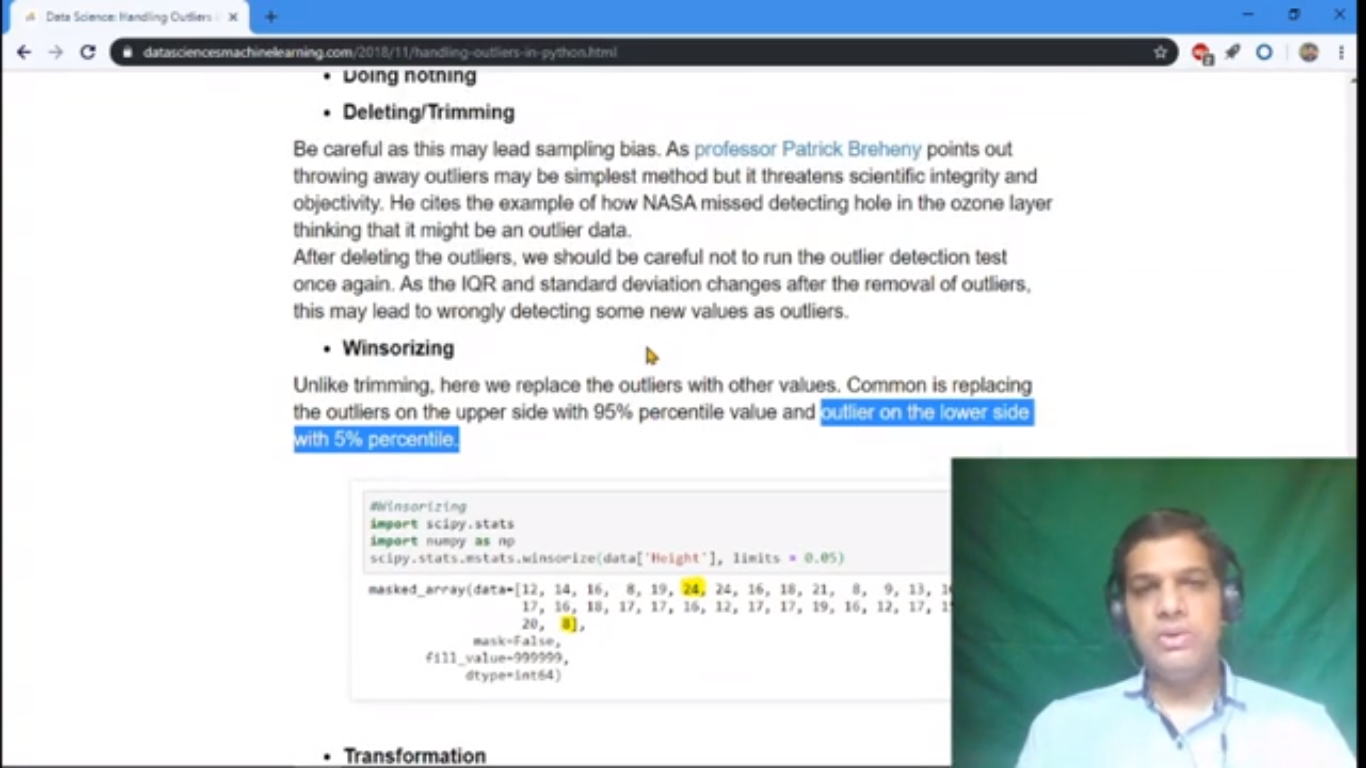 Data Science: Handling Outliers
datasciencesmachinelearning.com/2018/11/handling-outliers-in-python.html
• Doing nothing
• Deleting/Trimming
Be careful as this may lead sampling bias. As professor Patrick Breheny points out
throwing away outliers may be simplest method but it threatens scientific integrity and
objectivity. He cites the example of how NASA missed detecting hole in the ozone layer
thinking that it might be an outlier data.
After deleting the outliers, we should be careful not to run the outlier detection test
once again. As the IQR and standard deviation changes after the removal of outliers,
this may lead to wrongly detecting some new values as outliers.
• Winsorizing
Unlike trimming, here we replace the outliers with other values. Common is replacing
the outliers on the upper side with 95% percentile value and outlier on the lower side
with 5% percentile.
#Winsorizing
import scipy.stats
import numpy as np
scipy.stats.mstats.winsorize(data['Height'], limits = 0.05)
masked_array(data=[12, 14, 16, 8, 19, 24, 24, 16, 18, 21, 8, 9, 13,
17, 16, 18, 17, 17, 16, 12, 17, 17, 19, 16, 12, 17,
20, 8],
mask=False,
fill_value=999999,
dtype=int64)
• Transformation